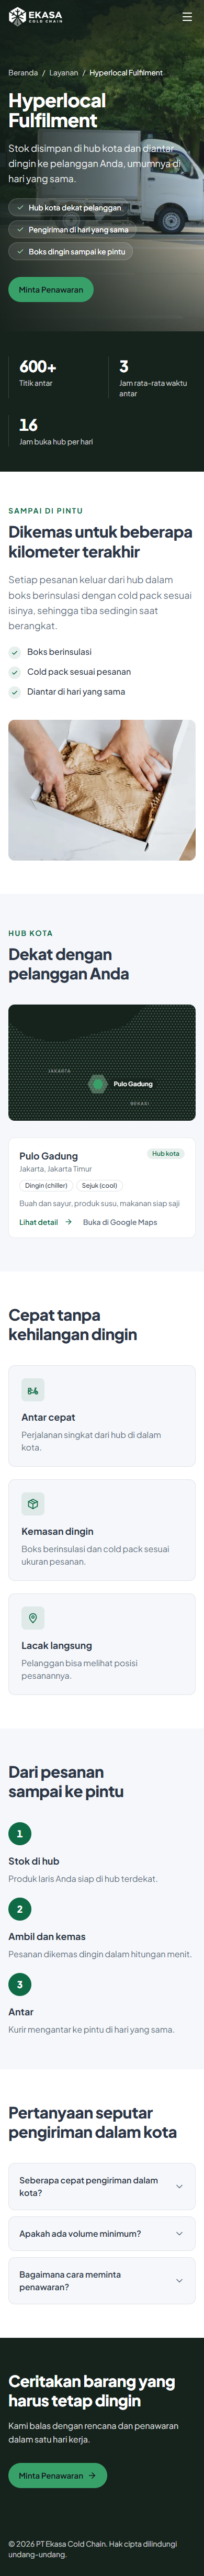 EKASA
COLD CHAIN
Beranda / Layanan / Hyperlocal Fulfilment
Hyperlocal
Fulfilment
Stok disimpan di hub kota dan diantar
dingin ke pelanggan Anda, umumnya di
hari yang sama.
Hub kota dekat pelanggan
Pengiriman di hari yang sama
Boks dingin sampai ke pintu
Minta Penawaran
600+
Titik antar
3
Jam rata-rata waktu
antar
16
Jam buka hub per hari
SAMPAI DI PINTU
Dikemas untuk beberapa
kilometer terakhir
Setiap pesanan keluar dari hub dalam
boks berinsulasi dengan cold pack sesuai
isinya, sehingga tiba sedingin saat
berangkat.
Boks berinsulasi
Cold pack sesuai pesanan
Diantar di hari yang sama
HUB KOTA
Dekat dengan
pelanggan Anda
JAKARTA
Pulo Gadung
BEKASI
Pulo Gadung
Hub kota
Jakarta, Jakarta Timur
Dingin (chiller)
Sejuk (cool)
Buah dan sayur, produk susu, makanan siap saji
Lihat detail
Buka di Google Maps
Cepat tanpa
kehilangan dingin
Antar cepat
Perjalanan singkat dari hub di dalam
kota.
Kemasan dingin
Boks berinsulasi dan cold pack sesuai
ukuran pesanan.
Lacak langsung
Pelanggan bisa melihat posisi
pesanannya.
Dari pesanan
sampai ke pintu
1
Stok di hub
Produk laris Anda siap di hub terdekat.
2
Ambil dan kemas
Pesanan dikemas dingin dalam hitungan menit.
3
Antar
Kurir mengantar ke pintu di hari yang sama.
Pertanyaan seputar
pengiriman dalam kota
Seberapa cepat pengiriman dalam
kota?
Apakah ada volume minimum?
Bagaimana cara meminta
penawaran?
Ceritakan barang yang
harus tetap dingin
Kami balas dengan rencana dan penawaran
dalam satu hari kerja.
Minta Penawaran
© 2026 PT Ekasa Cold Chain. Hak cipta dilindungi
undang-undang.